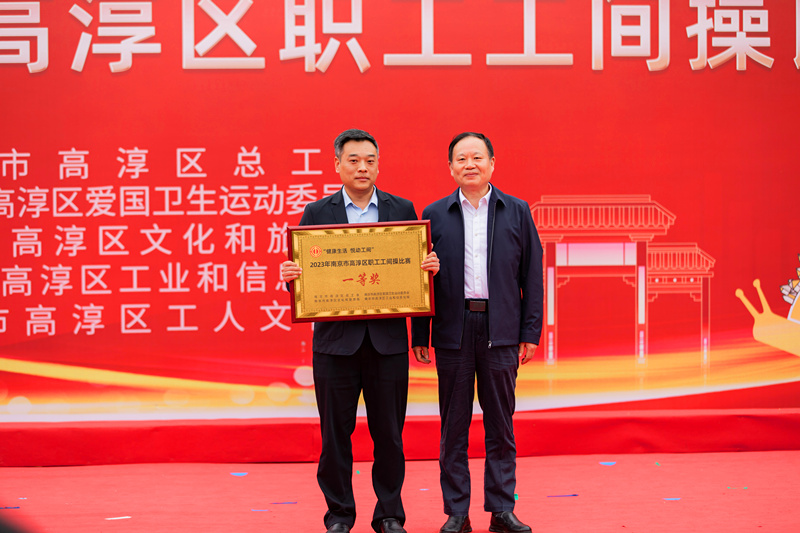 高淳区职工工间操
市高淳区总工
高淳区爱国卫生运动委员
高淳区文化和旅
高淳区工业和信息
市高淳区工人文
“健康生活 悦动工间”
2023年南京市高淳区职工工间操比赛
一等奖